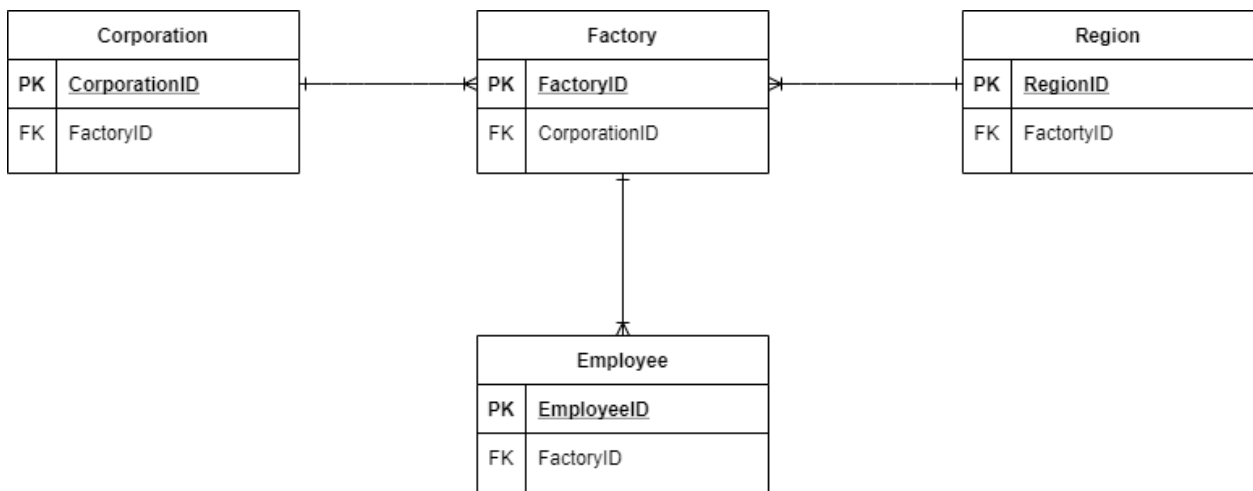 Corporation
PK CorporationID
FK FactoryID
Factory
PK FactoryID
FK CorporationID
Region
PK RegionID
FK FactortyID
Employee
PK EmployeeID
FK FactoryID